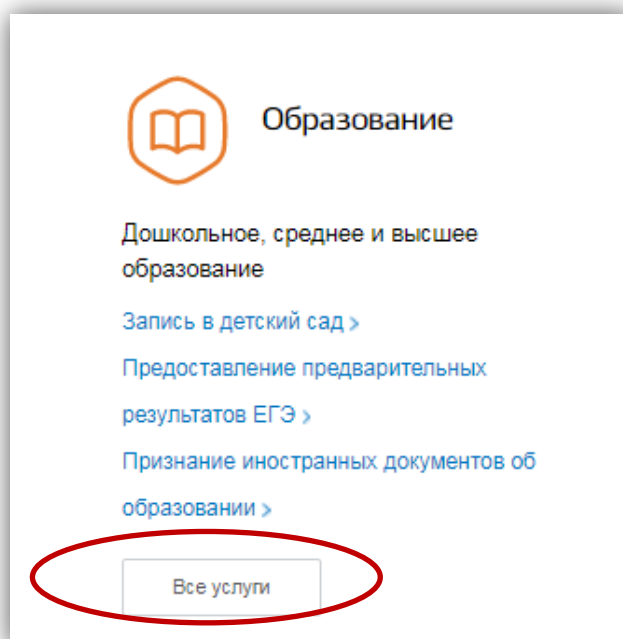 Образование
Дошкольное, среднее и высшее
образование
Запись в детский сад >
Предоставление предварительных
результатов ЕГЭ >
Признание иностранных документов об
образовании >
Все услуги